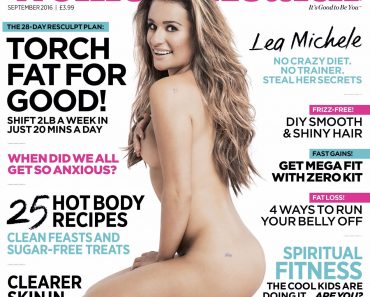 SEPTEMBER 2016 | £3.99
It's Good to Be You
THE 28-DAY RESCULPT PLAN:
TORCH
FAT FOR
GOOD!
SHIFT 2LB A WEEK IN
JUST 20 MINS A DAY
WHEN DID WE ALL
GET SO ANXIOUS?
25 HOT BODY
RECIPES
CLEAN FEASTS AND
SUGAR-FREE TREATS
CLEARER
SKIN IN
Lea Michele
NO CRAZY DIET.
NO TRAINER.
STEAL HER SECRETS
FRIZZ-FREE!
DIY SMOOTH
& SHINY HAIR
FAST GAINS!
GET MEGA FIT
WITH ZERO KIT
FAT LOSS!
4 WAYS TO RUN
YOUR BELLY OFF
SPIRITUAL
FITNESS
THE COOL KIDS ARE
DOING IT... ARE YOU?